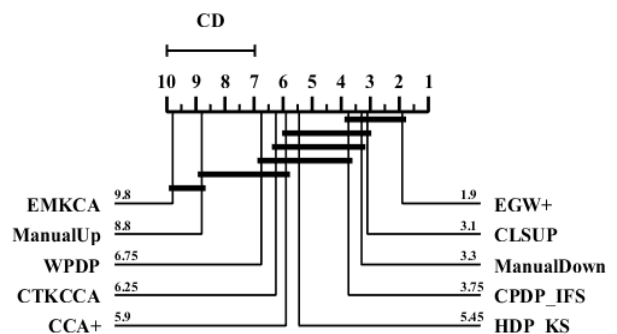 CD
10 9 8 7 6 5 4 3 2 1
9.8 1.9
EMKCA EGW+
8.8 3.1
ManualUp CLSUP
6.75 3.3
WPDP ManualDown
6.25 3.75
CTKCCA CPDP_IFS
5.9 5.45
CCA+ HDP_KS